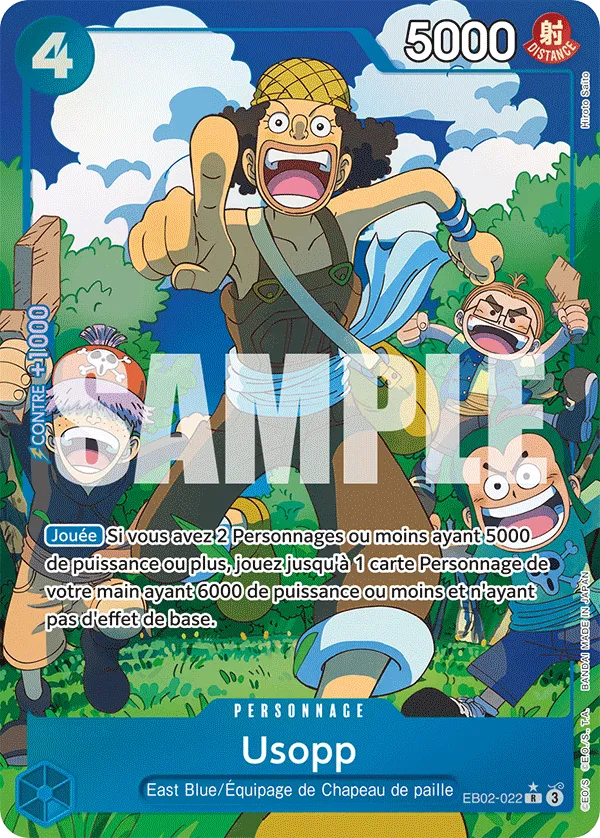 4
5000
射
DISTANCE
Hiroto Saito
CONTRE +1000
SAMPLE
Jouée Si vous avez 2 Personnages ou moins ayant 5000
de puissance ou plus, jouez jusqu'à 1 carte Personnage de
votre main ayant 6000 de puissance ou moins et n'ayant
pas d'effet de base.
BANDAI MADE IN JAPAN
©ED/S ©E.O./S., T.A.
PERSONNAGE
Usopp
East Blue/Équipage de Chapeau de paille
EB02-022 R 3